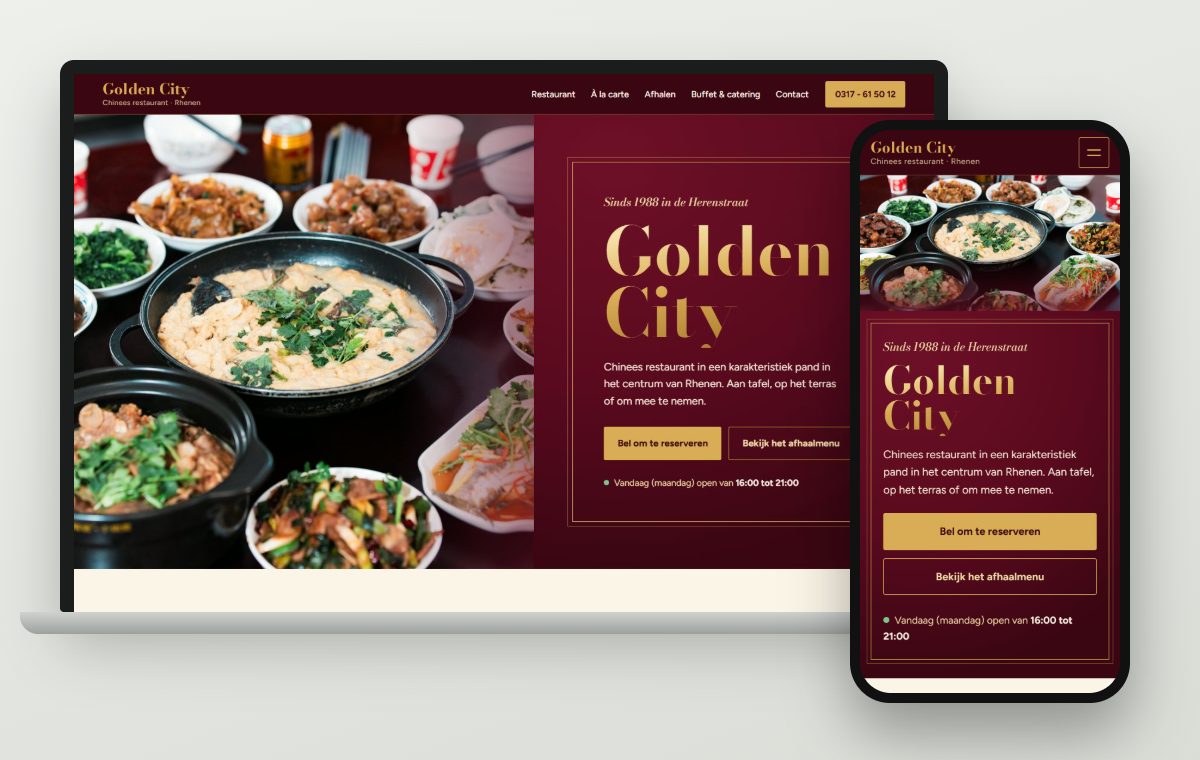 Golden City
Chinees restaurant · Rhenen
Restaurant À la carte Afhalen Buffet & catering Contact 0317 - 61 50 12
Sinds 1988 in de Herenstraat
Golden
City
Chinees restaurant in een karakteristiek pand in
het centrum van Rhenen. Aan tafel, op het terras
of om mee te nemen.
Bel om te reserveren Bekijk het afhaalmenu
Vandaag (maandag) open van 16:00 tot 21:00
Golden City
Chinees restaurant · Rhenen
Sinds 1988 in de Herenstraat
Golden
City
Chinees restaurant in een karakteristiek
pand in het centrum van Rhenen. Aan tafel,
op het terras of om mee te nemen.
Bel om te reserveren
Bekijk het afhaalmenu
Vandaag (maandag) open van 16:00 tot
21:00